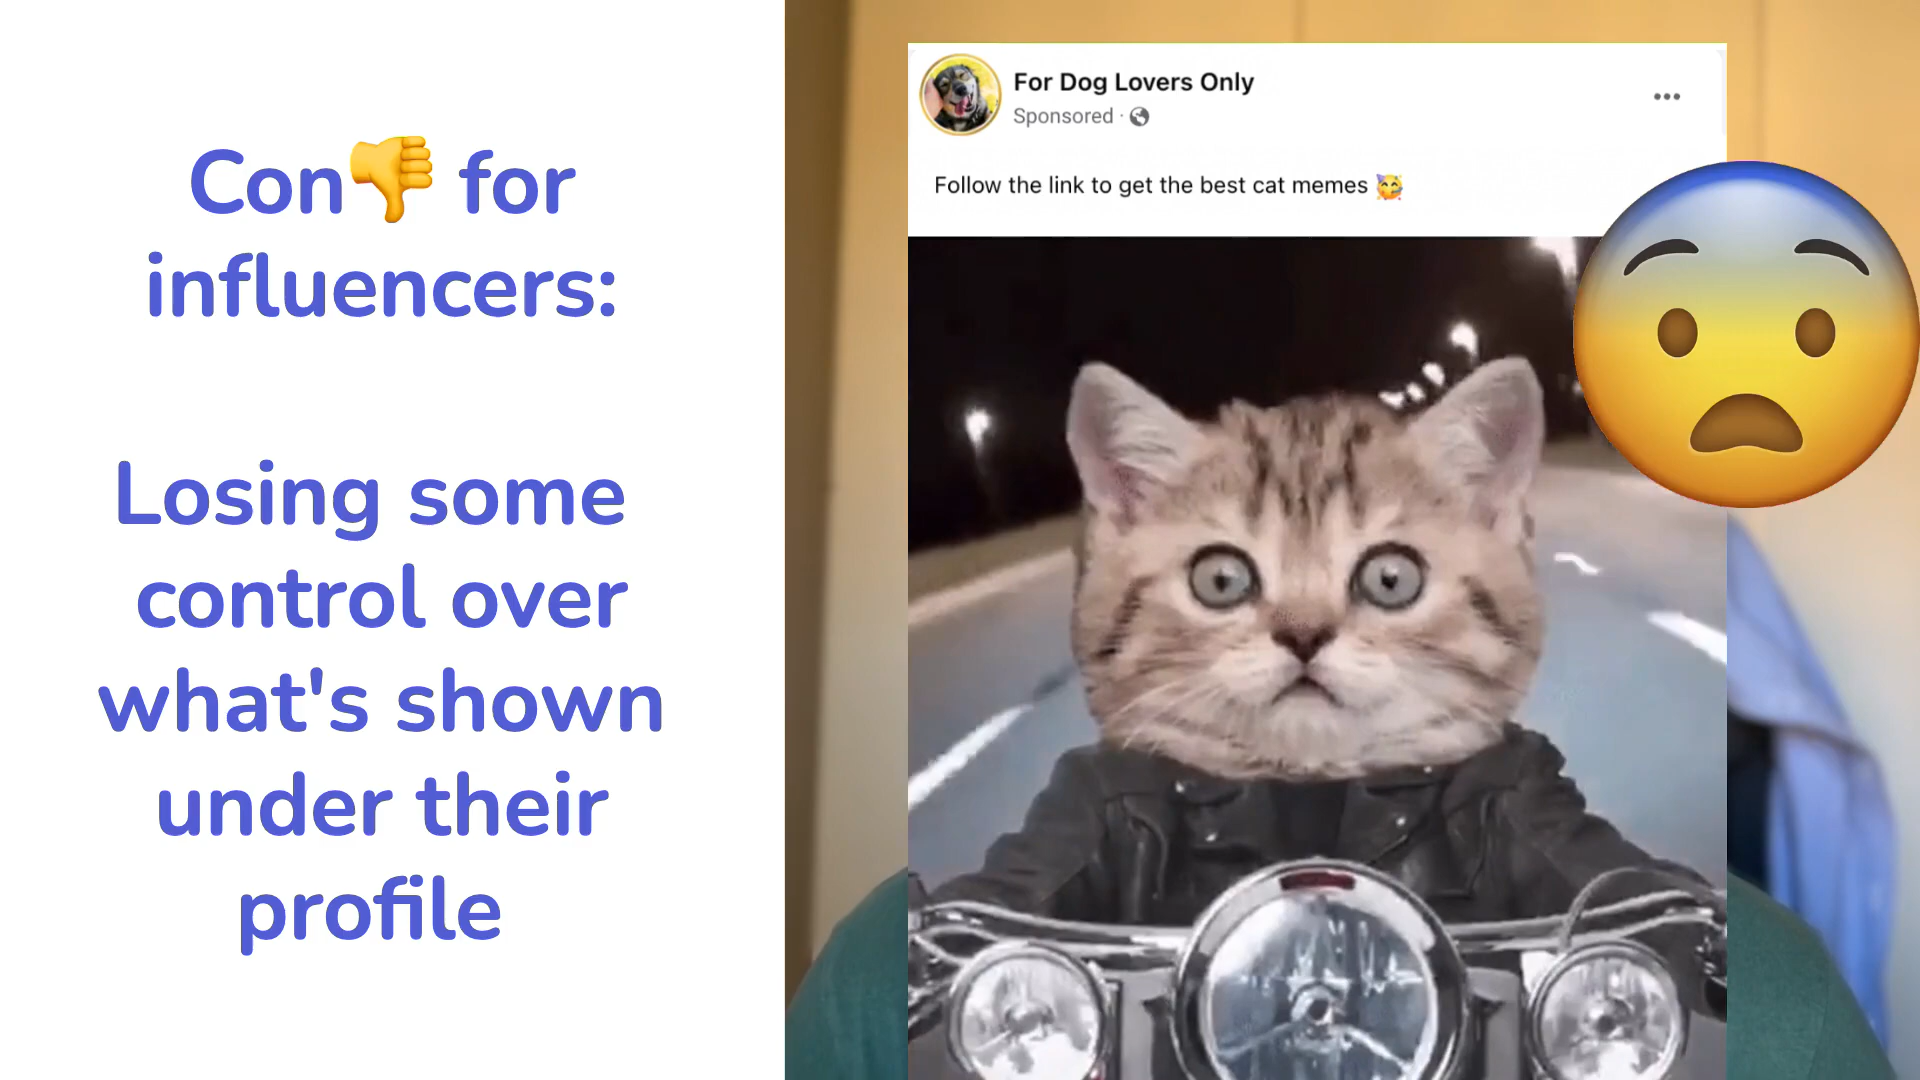 Con👎 for
influencers:
Losing some
control over
what's shown
under their
profile
For Dog Lovers Only
Sponsored ·
Follow the link to get the best cat memes 🥳